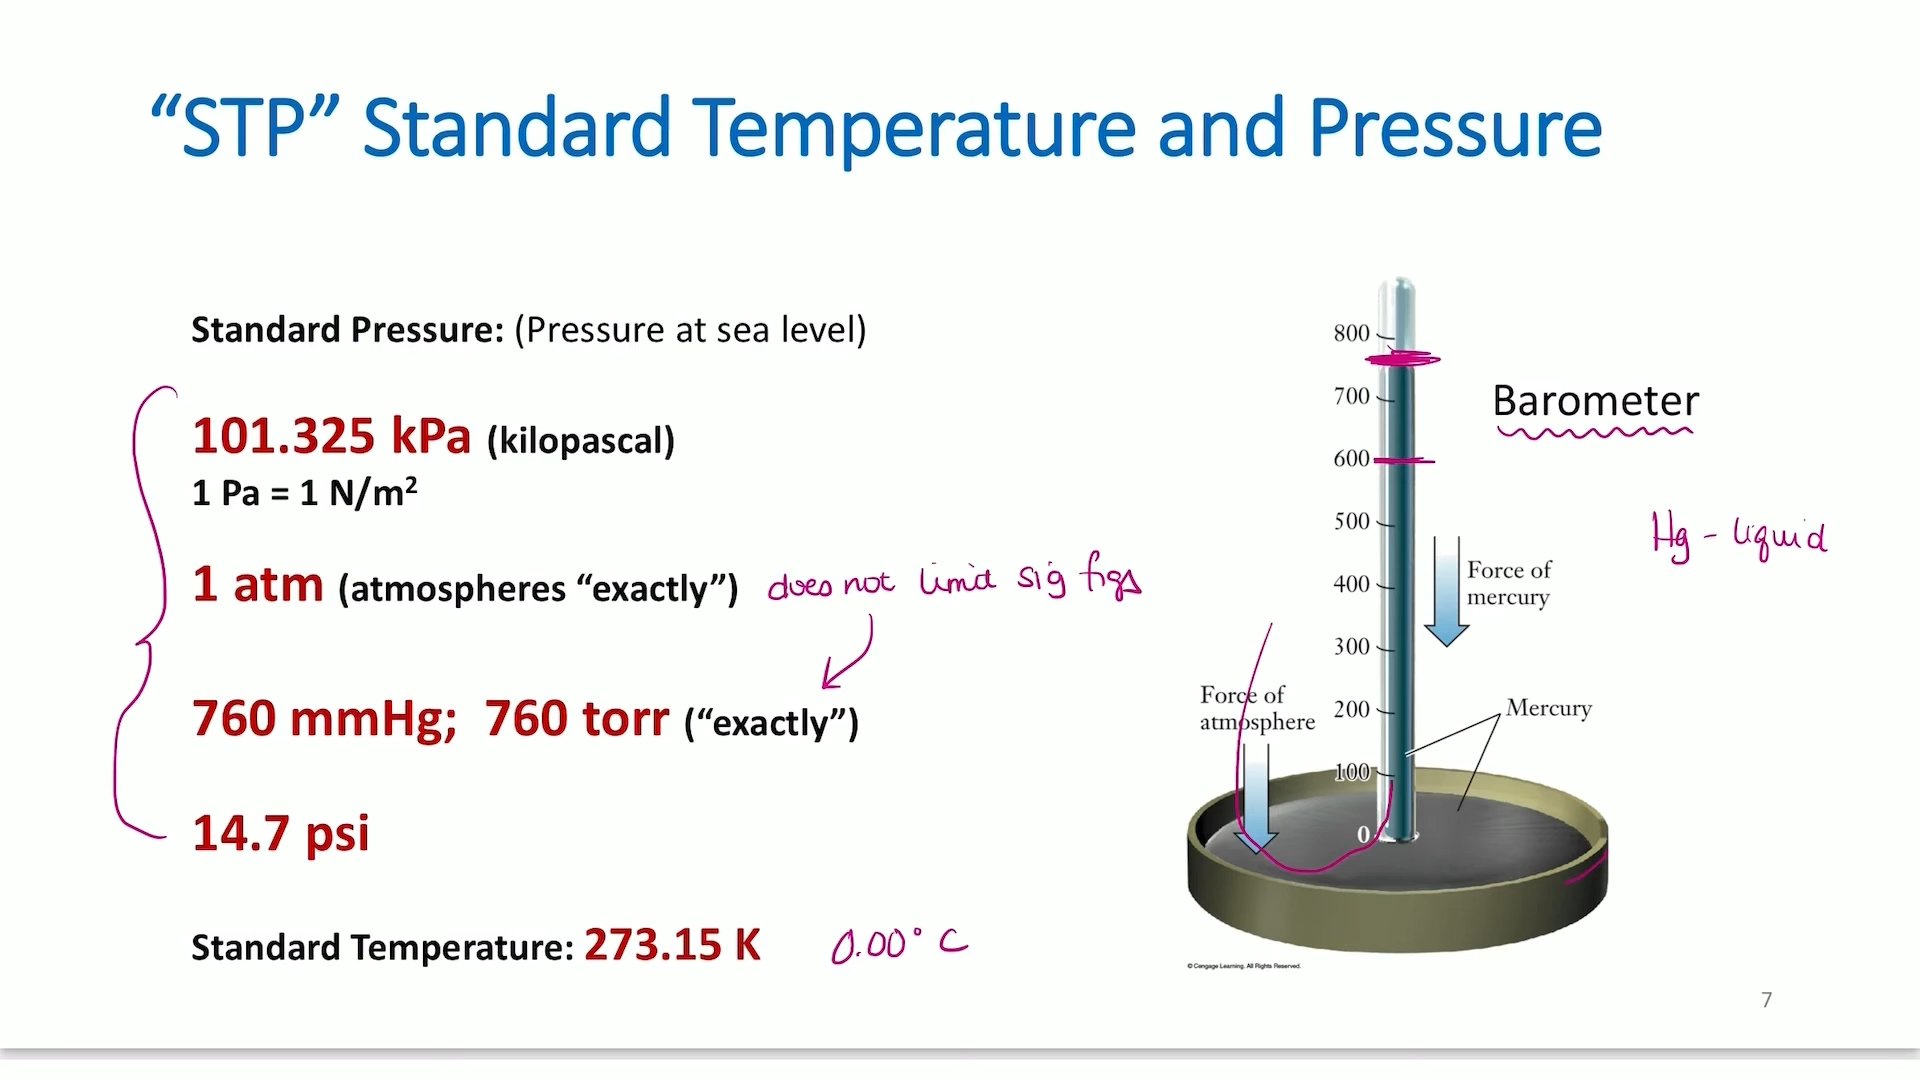 “STP” Standard Temperature and Pressure
Standard Pressure: (Pressure at sea level)
101.325 kPa (kilopascal)
1 Pa = 1 N/m²
1 atm (atmospheres “exactly”) does not limit sig figs
760 mmHg; 760 torr (“exactly”)
14.7 psi
Standard Temperature: 273.15 K 0.00° C
800
700
600
500
400
300
200
100
0
Barometer
Hg - liquid
Force of
mercury
Force of
atmosphere
Mercury
© Cengage Learning. All Rights Reserved.
7